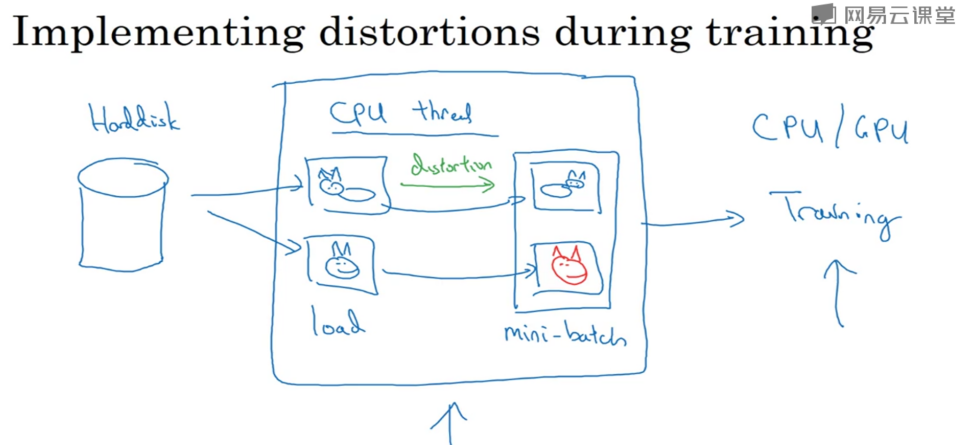 网易云课堂
Implementing distortions during training
Harddisk
CPU thread
CPU/GPU
distortion
Training
load
mini-batch